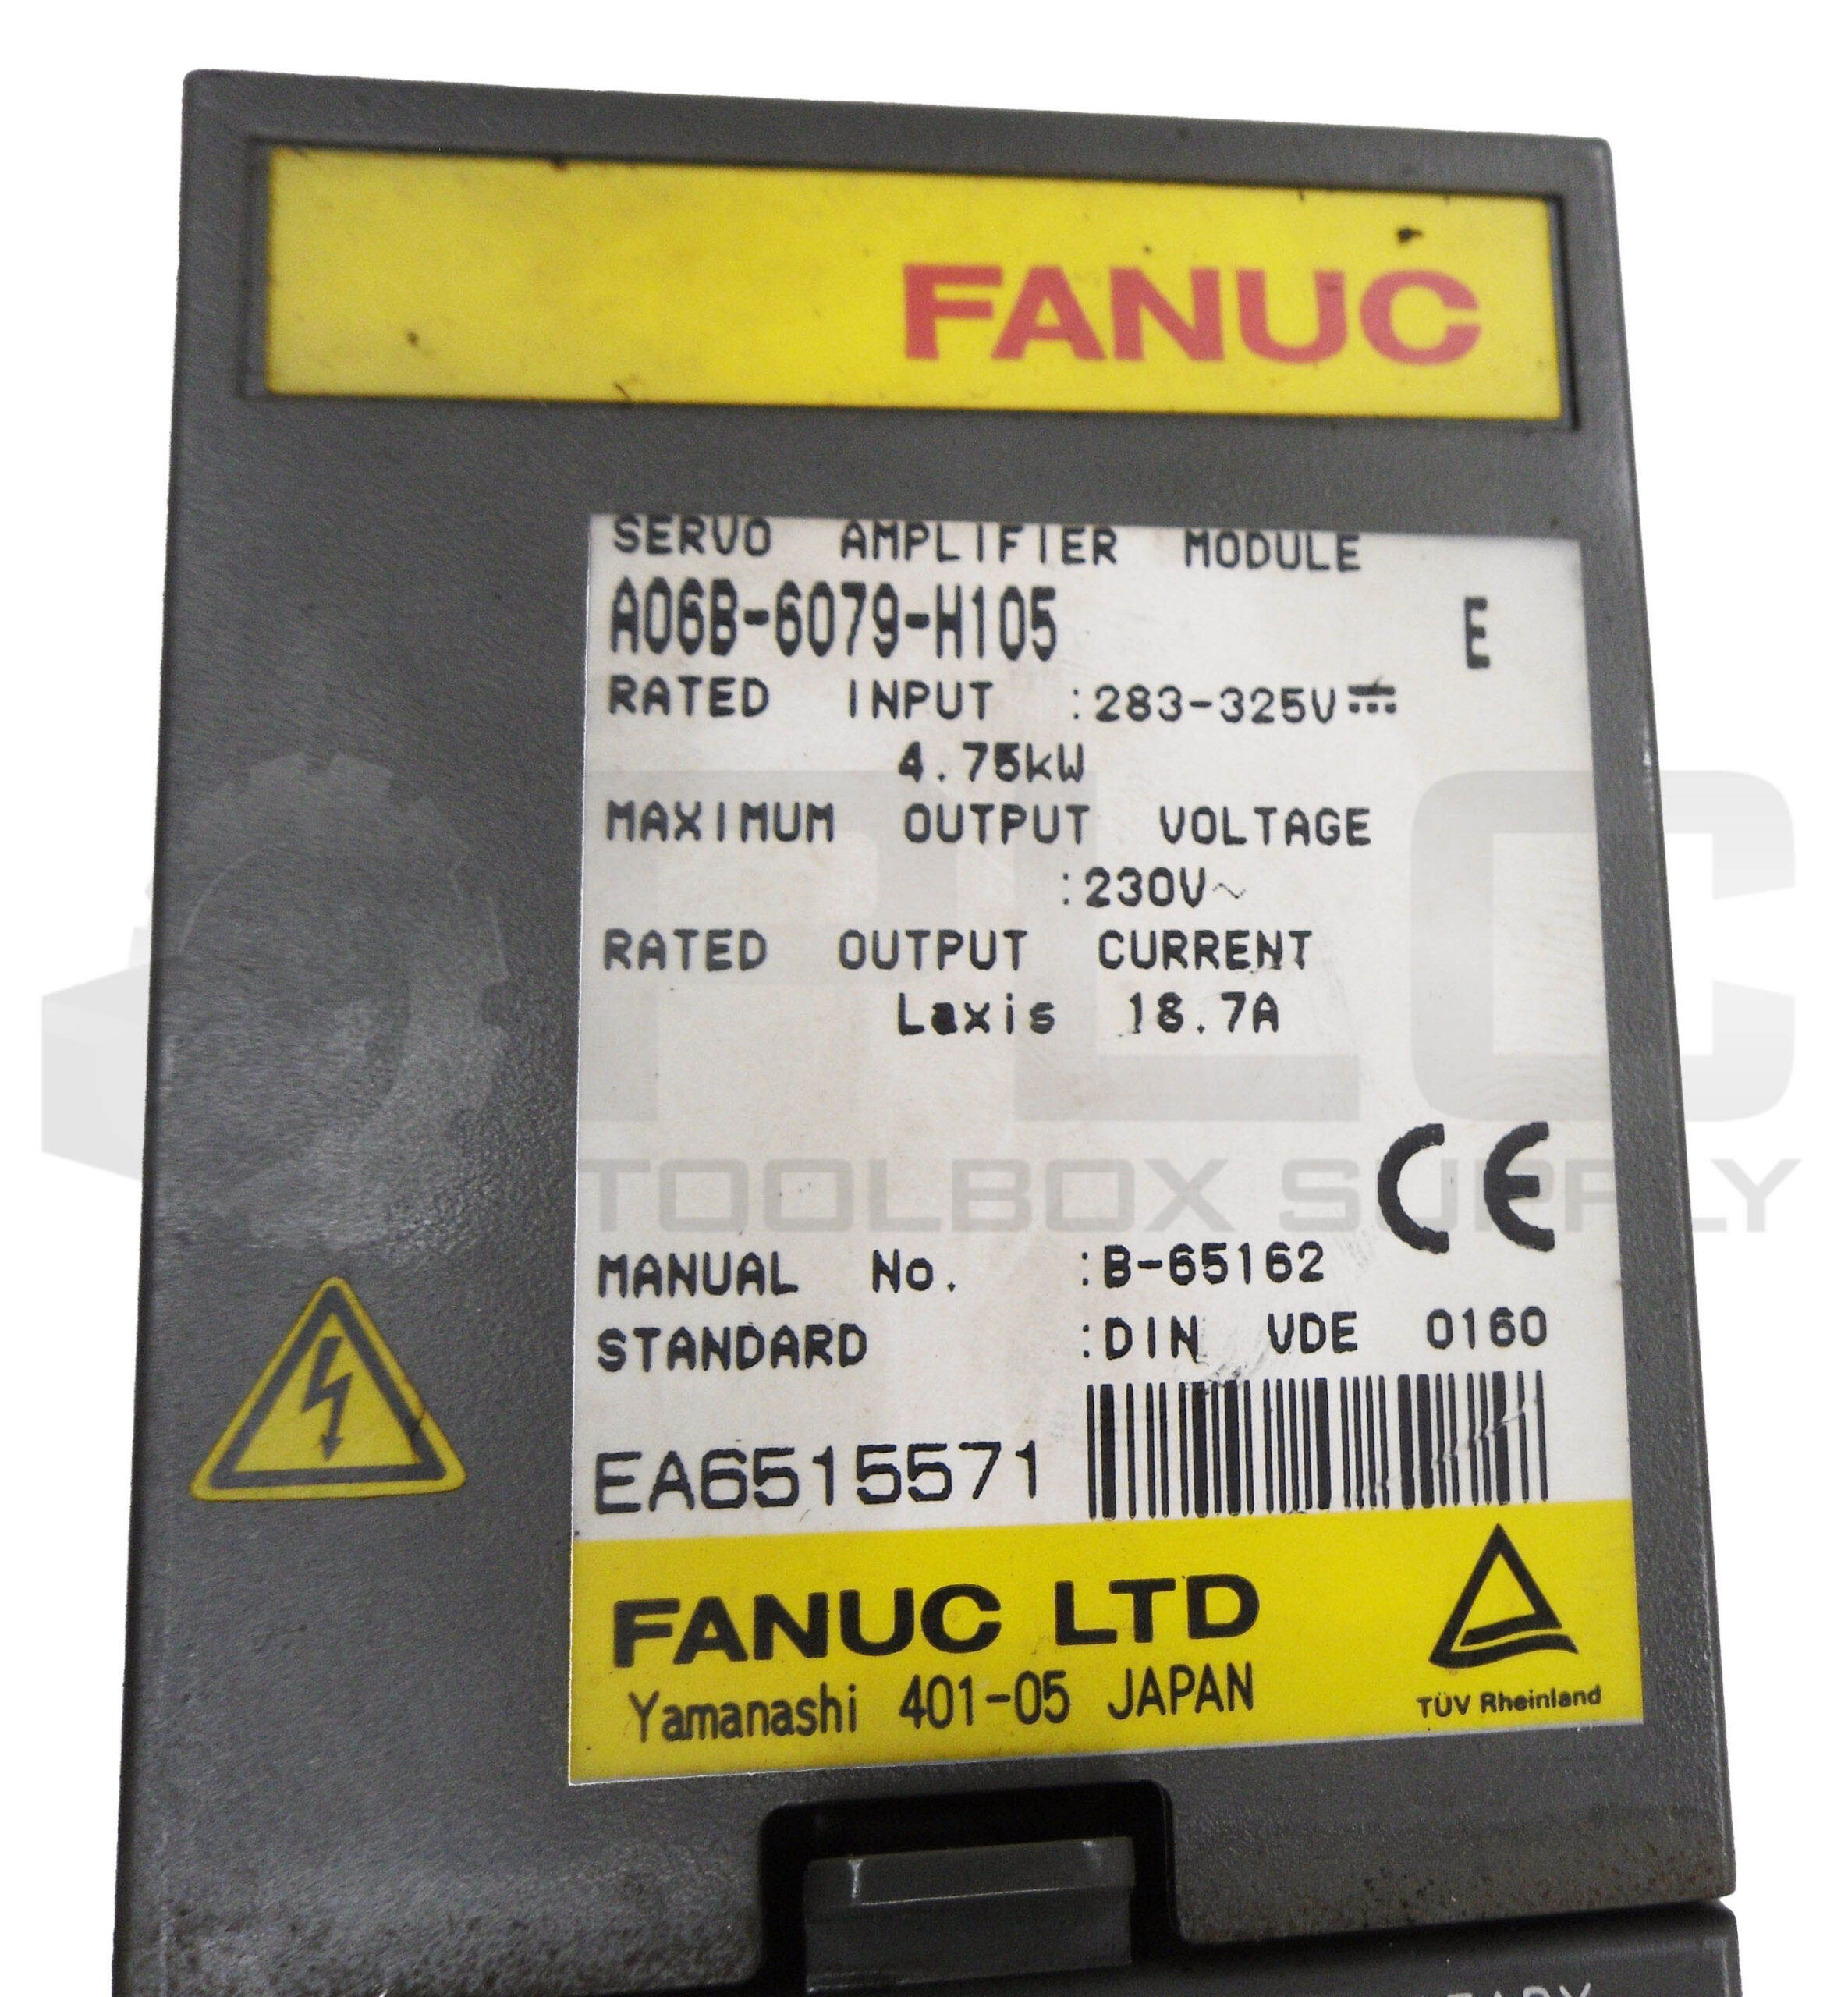 FANUC
SERVO AMPLIFIER MODULE
A06B-6079-H105 E
RATED INPUT :283-325V⎓
4.75kW
MAXIMUM OUTPUT VOLTAGE
:230V~
RATED OUTPUT CURRENT
Laxis 18.7A
PLC
TOOLBOX SUPPLY
CE
MANUAL No. :B-65162
STANDARD :DIN VDE 0160
EA6515571
FANUC LTD
Yamanashi 401-05 JAPAN
TÜV Rheinland